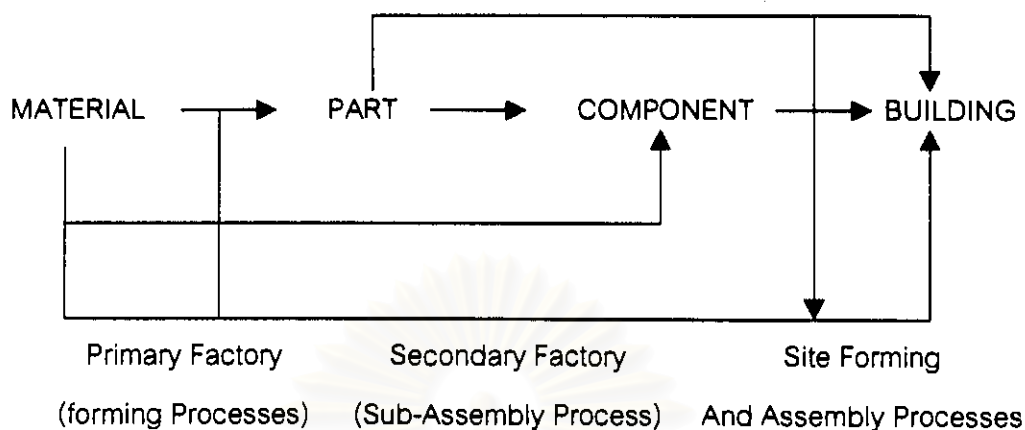 MATERIAL PART COMPONENT BUILDING
Primary Factory Secondary Factory Site Forming
(forming Processes) (Sub-Assembly Process) And Assembly Processes